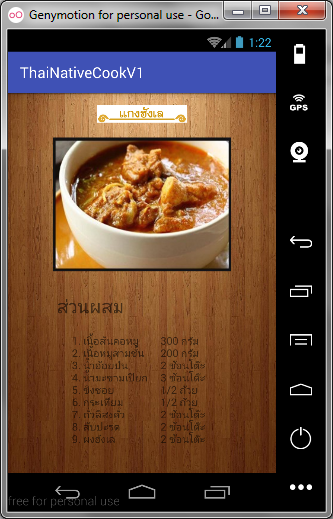 Genymotion for personal use - Go...
1:22
GPS
ThaiNativeCookV1
แกงฮังเล
ส่วนผสม
1. เนื้อสันคอหมู 300 กรัม
2. เนื้อหมูสามชั้น 200 กรัม
3. น้ำอ้อยป่น 2 ช้อนโต๊ะ
4. น้ำมะขามเปียก 3 ช้อนโต๊ะ
5. ขิงซอย 1/2 ถ้วย
6. กระเทียม 1/2 ถ้วย
7. ถั่วลิสงคั่ว 2 ช้อนโต๊ะ
8. สับปะรด 2 ช้อนโต๊ะ
9. ผงฮังเล 2 ช้อนโต๊ะ
free for personal use